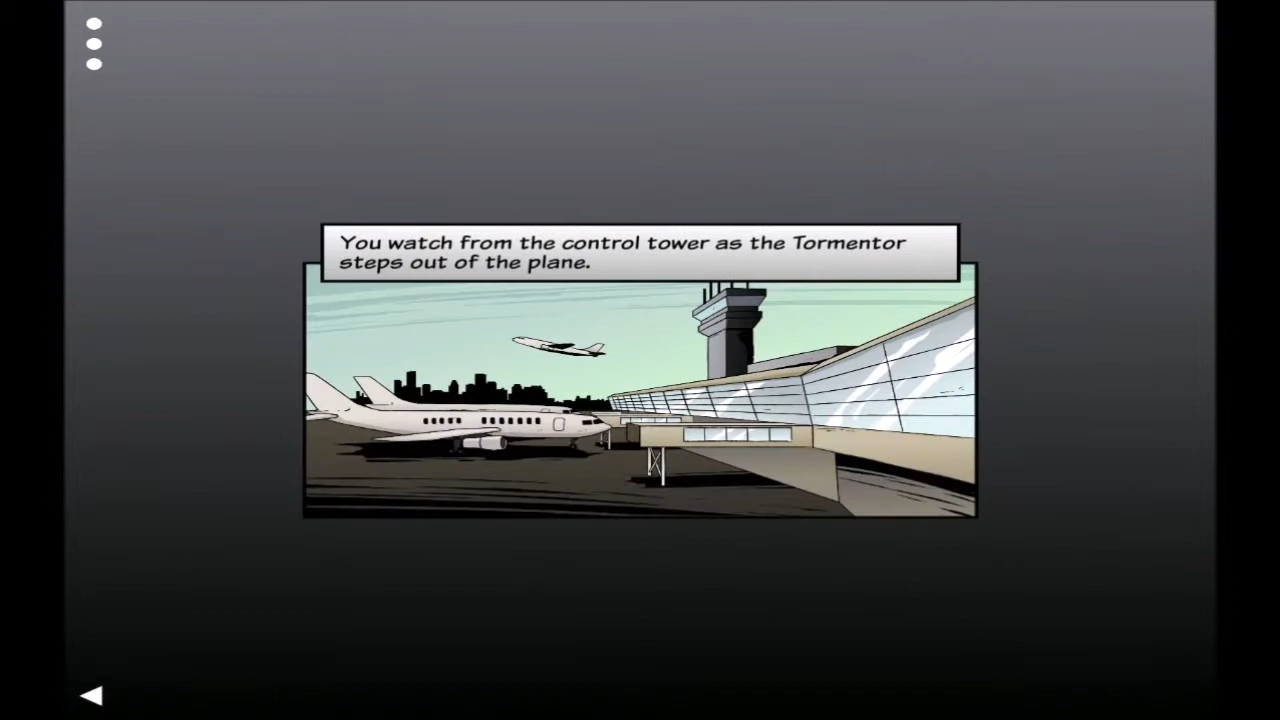 You watch from the control tower as the Tormentor
steps out of the plane.